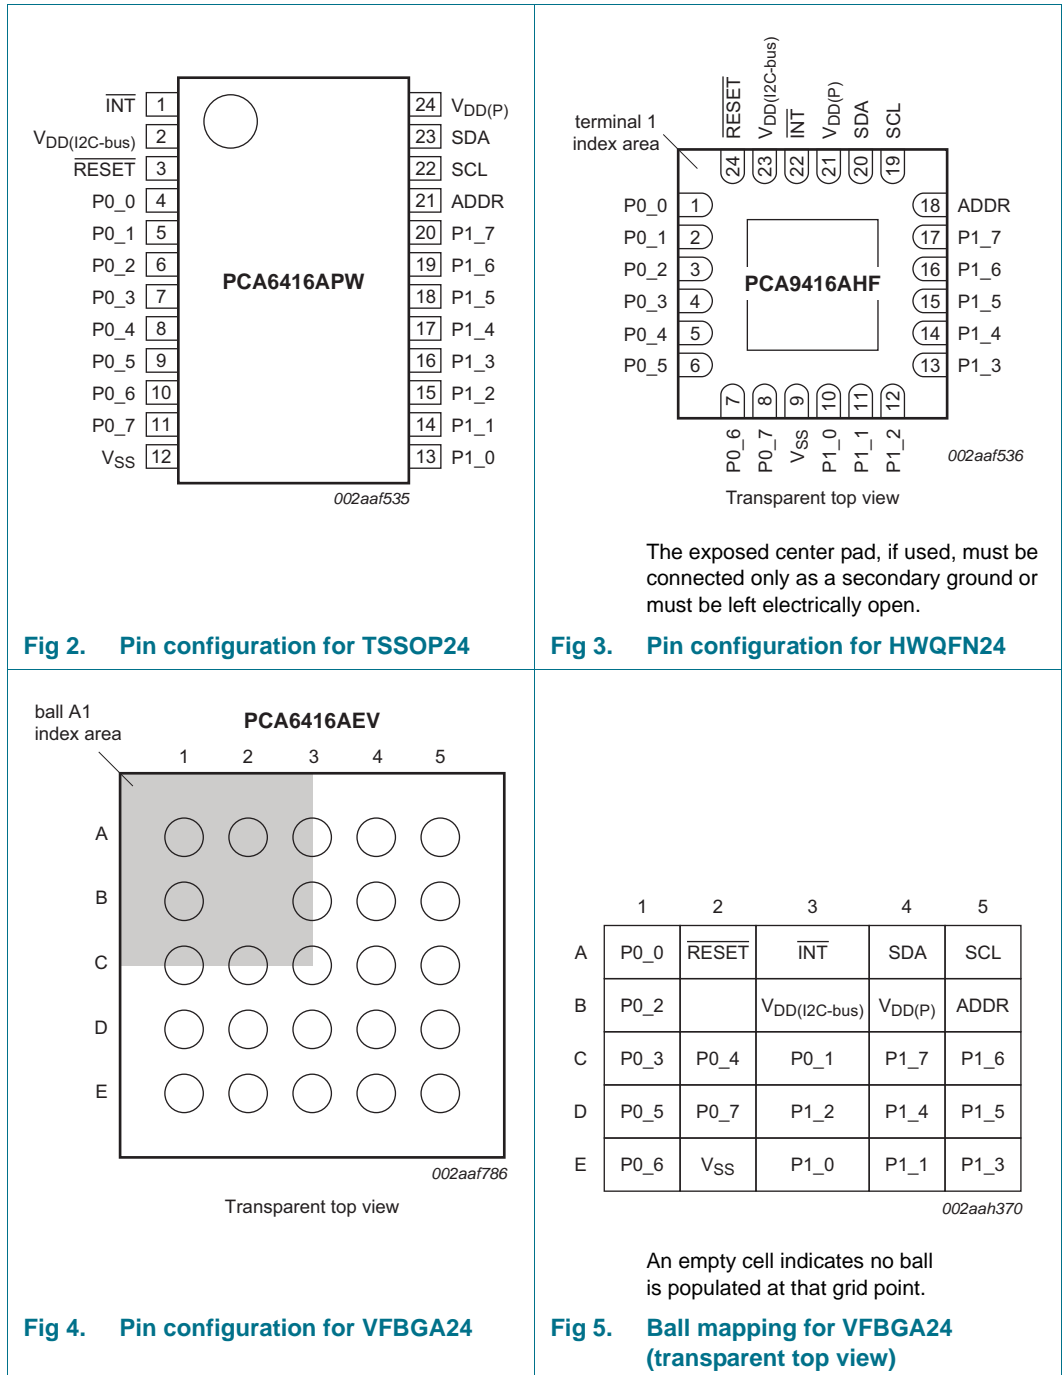 INT 1
VDD(I2C-bus) 2
RESET 3
P0_0 4
P0_1 5
P0_2 6
P0_3 7
P0_4 8
P0_5 9
P0_6 10
P0_7 11
VSS 12
PCA6416APW
24 VDD(P)
23 SDA
22 SCL
21 ADDR
20 P1_7
19 P1_6
18 P1_5
17 P1_4
16 P1_3
15 P1_2
14 P1_1
13 P1_0
002aaf535
Fig 2. Pin configuration for TSSOP24
terminal 1
index area
RESET
VDD(I2C-bus)
INT
VDD(P)
SDA
SCL
24 23 22 21 20 19
P0_0 1
P0_1 2
P0_2 3
P0_3 4
P0_4 5
P0_5 6
PCA9416AHF
18 ADDR
17 P1_7
16 P1_6
15 P1_5
14 P1_4
13 P1_3
7 8 9 10 11 12
P0_6
P0_7
VSS
P1_0
P1_1
P1_2
002aaf536
Transparent top view
The exposed center pad, if used, must be
connected only as a secondary ground or
must be left electrically open.
Fig 3. Pin configuration for HWQFN24
ball A1
index area
PCA6416AEV
1 2 3 4 5
A
B
C
D
E
002aaf786
Transparent top view
Fig 4. Pin configuration for VFBGA24
1 2 3 4 5
A P0_0 RESET INT SDA SCL
B P0_2 VDD(I2C-bus) VDD(P) ADDR
C P0_3 P0_4 P0_1 P1_7 P1_6
D P0_5 P0_7 P1_2 P1_4 P1_5
E P0_6 VSS P1_0 P1_1 P1_3
002aah370
An empty cell indicates no ball
is populated at that grid point.
Fig 5. Ball mapping for VFBGA24
(transparent top view)